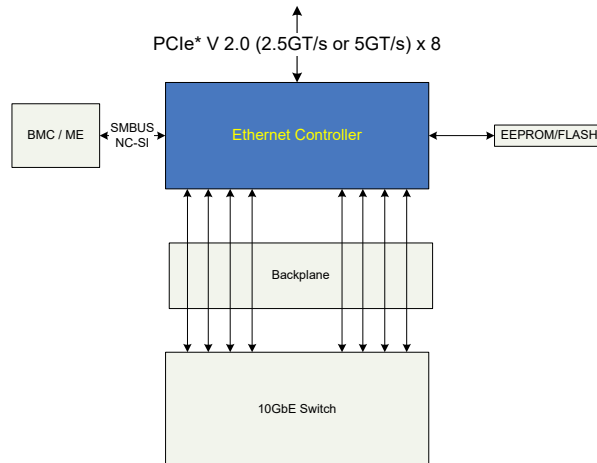 PCIe* V 2.0 (2.5GT/s or 5GT/s) x 8
BMC / ME
SMBUS
NC-SI
Ethernet Controller
EEPROM/FLASH
Backplane
10GbE Switch